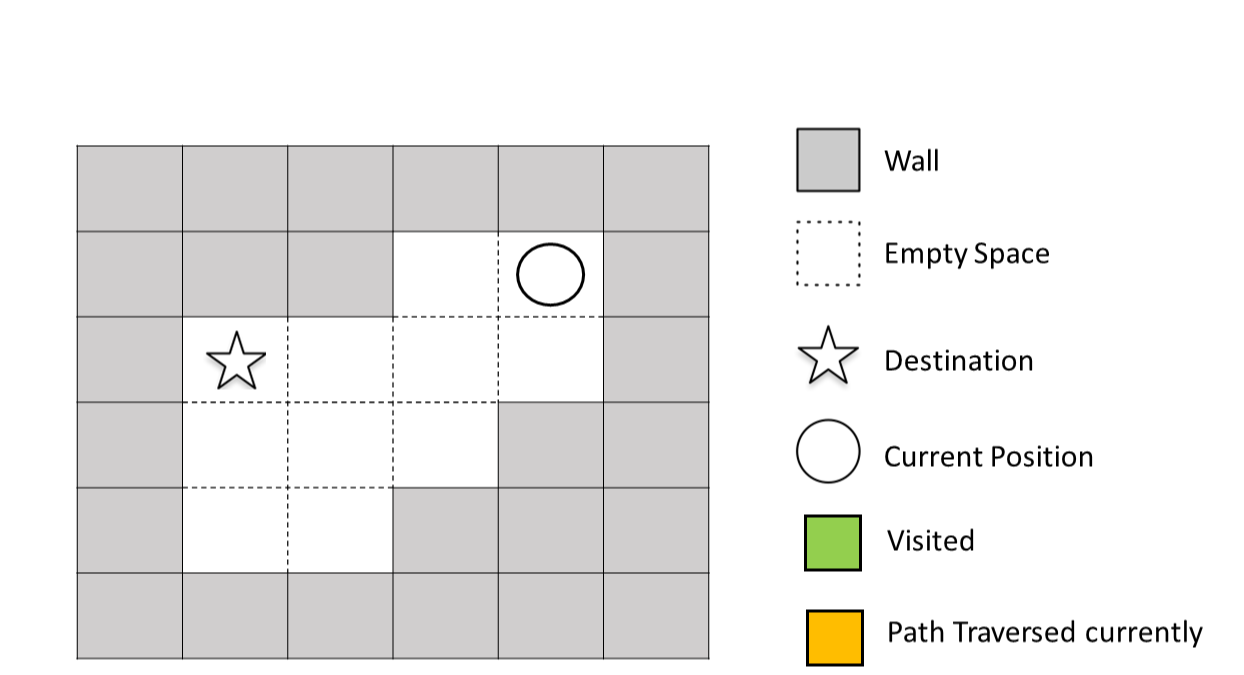 Wall
Empty Space
Destination
Current Position
Visited
Path Traversed currently